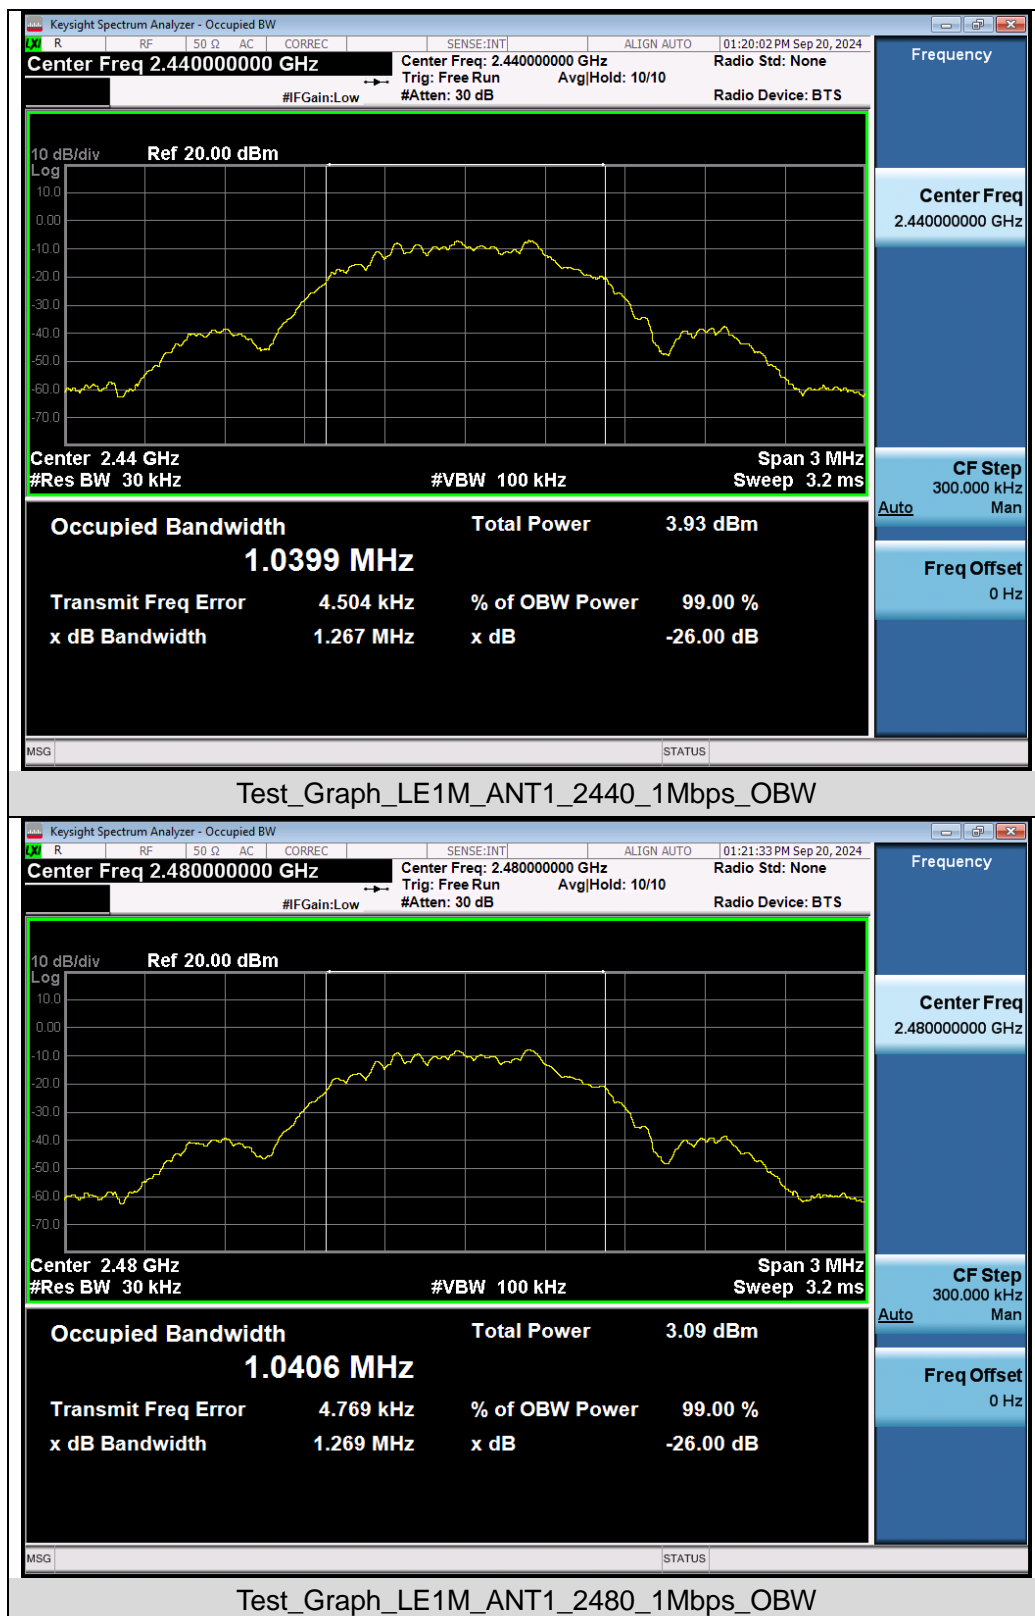 Keysight Spectrum Analyzer - Occupied BW
LXI R RF 50 Ω AC CORREC SENSE:INT ALIGN AUTO 01:20:02 PM Sep 20, 2024
Center Freq 2.440000000 GHz
Center Freq: 2.440000000 GHz Radio Std: None
Trig: Free Run Avg|Hold: 10/10
#IFGain:Low #Atten: 30 dB Radio Device: BTS
Frequency
10 dB/div Ref 20.00 dBm
Log
10.0
0.00
-10.0
-20.0
-30.0
-40.0
-50.0
-60.0
-70.0
Center 2.44 GHz Span 3 MHz
#Res BW 30 kHz #VBW 100 kHz Sweep 3.2 ms
Center Freq
2.440000000 GHz
CF Step
300.000 kHz
Auto Man
Freq Offset
0 Hz
Occupied Bandwidth Total Power 3.93 dBm
1.0399 MHz
Transmit Freq Error 4.504 kHz % of OBW Power 99.00 %
x dB Bandwidth 1.267 MHz x dB -26.00 dB
MSG STATUS
Test_Graph_LE1M_ANT1_2440_1Mbps_OBW
Keysight Spectrum Analyzer - Occupied BW
LXI R RF 50 Ω AC CORREC SENSE:INT ALIGN AUTO 01:21:33 PM Sep 20, 2024
Center Freq 2.480000000 GHz
Center Freq: 2.480000000 GHz Radio Std: None
Trig: Free Run Avg|Hold: 10/10
#IFGain:Low #Atten: 30 dB Radio Device: BTS
Frequency
10 dB/div Ref 20.00 dBm
Log
10.0
0.00
-10.0
-20.0
-30.0
-40.0
-50.0
-60.0
-70.0
Center 2.48 GHz Span 3 MHz
#Res BW 30 kHz #VBW 100 kHz Sweep 3.2 ms
Center Freq
2.480000000 GHz
CF Step
300.000 kHz
Auto Man
Freq Offset
0 Hz
Occupied Bandwidth Total Power 3.09 dBm
1.0406 MHz
Transmit Freq Error 4.769 kHz % of OBW Power 99.00 %
x dB Bandwidth 1.269 MHz x dB -26.00 dB
MSG STATUS
Test_Graph_LE1M_ANT1_2480_1Mbps_OBW